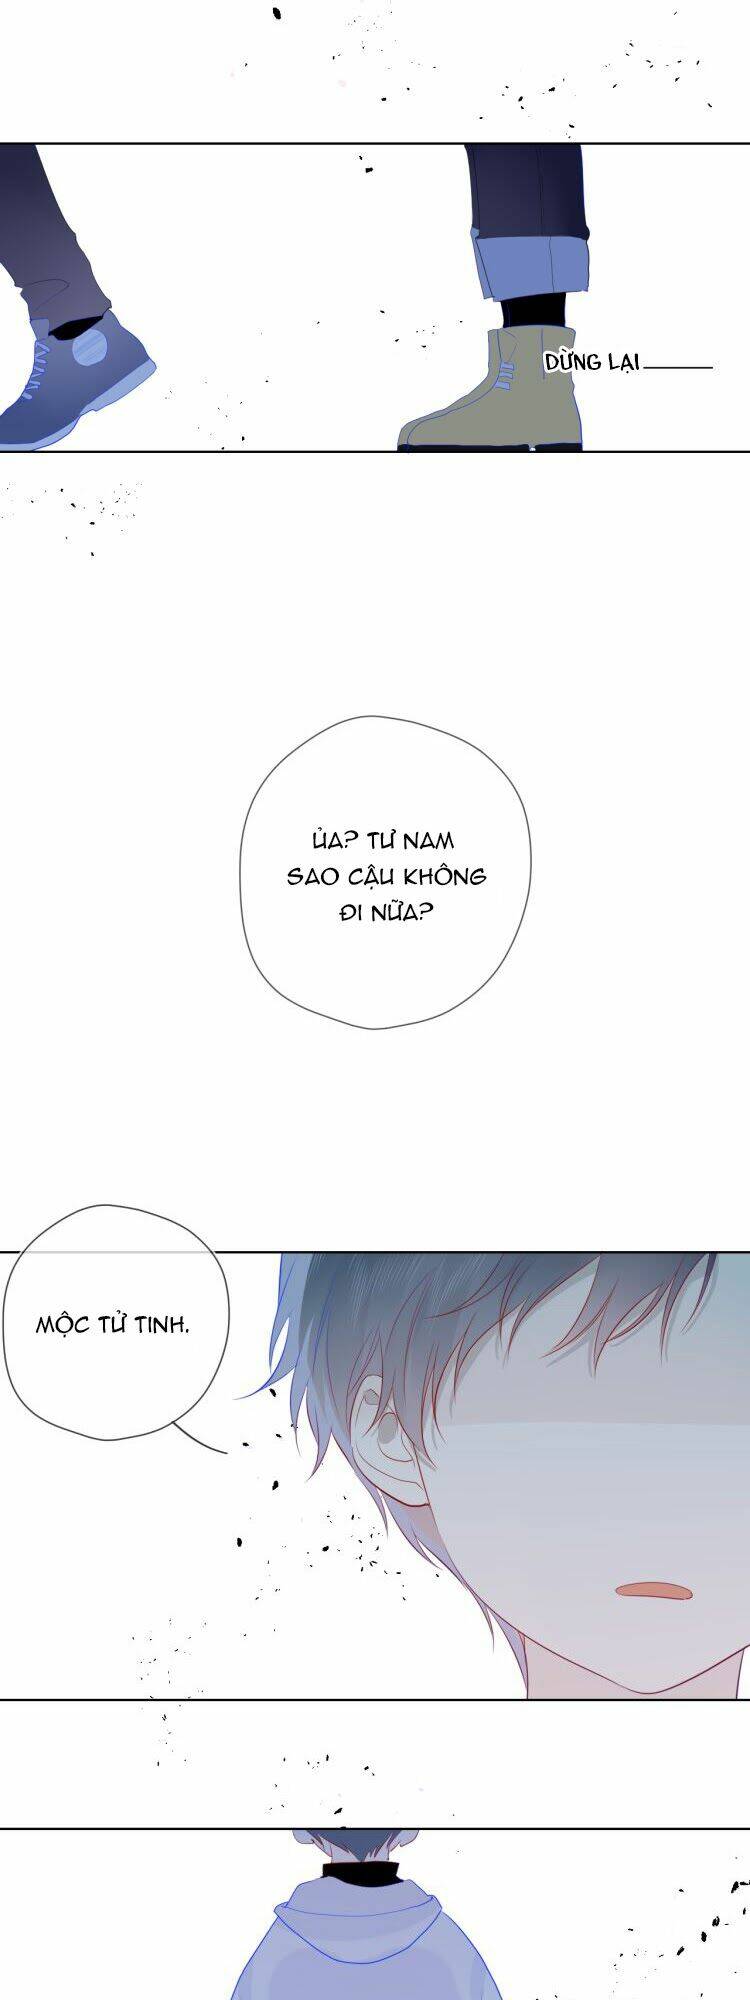 DỪNG LẠI
ỦA? TƯ NAM
SAO CẬU KHÔNG
ĐI NỮA?
MỘC TỬ TINH.